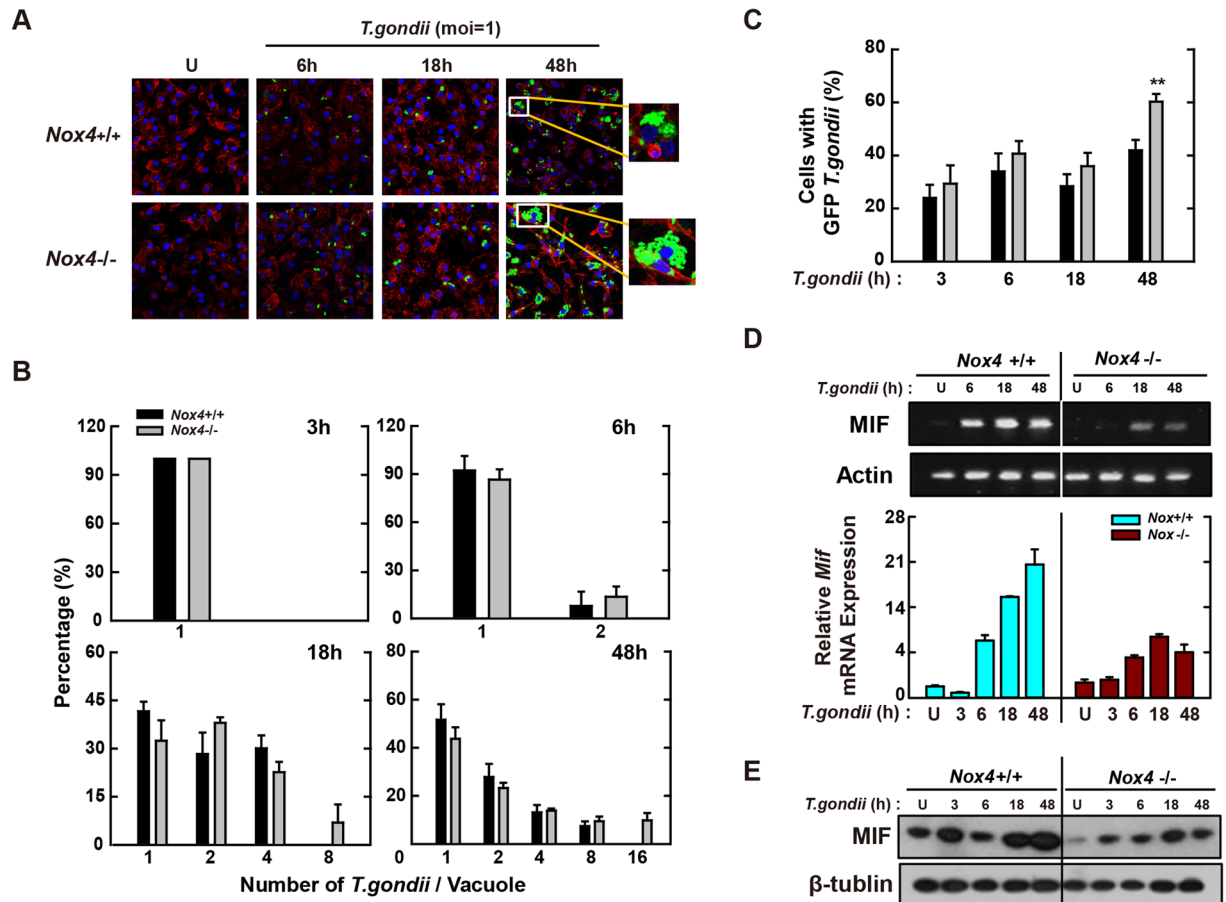 A
T.gondii (moi=1)
U 6h 18h 48h
Nox4+/+
Nox4-/-
B
Nox4+/+
Nox4-/-
3h
120
90
60
30
0
1
6h
120
90
60
30
0
1 2
18h
60
45
30
15
0
1 2 4 8
48h
80
60
40
20
0
1 2 4 8 16
Percentage (%)
Number of T.gondii / Vacuole
C
Cells with
GFP T.gondii (%)
80
60
40
20
0
**
T.gondii (h) : 3 6 18 48
D
Nox4 +/+ Nox4 -/-
T.gondii (h) : U 6 18 48 U 6 18 48
MIF
Actin
Relative Mif
mRNA Expression
28
21
14
4
0
Nox+/+
Nox -/-
T.gondii (h) : U 3 6 18 48 U 3 6 18 48
E
Nox4+/+ Nox4 -/-
T.gondii (h) : U 3 6 18 48 U 3 6 18 48
MIF
β-tublin